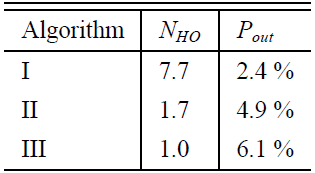 Algorithm N_HO P_out
I 7.7 2.4 %
II 1.7 4.9 %
III 1.0 6.1 %